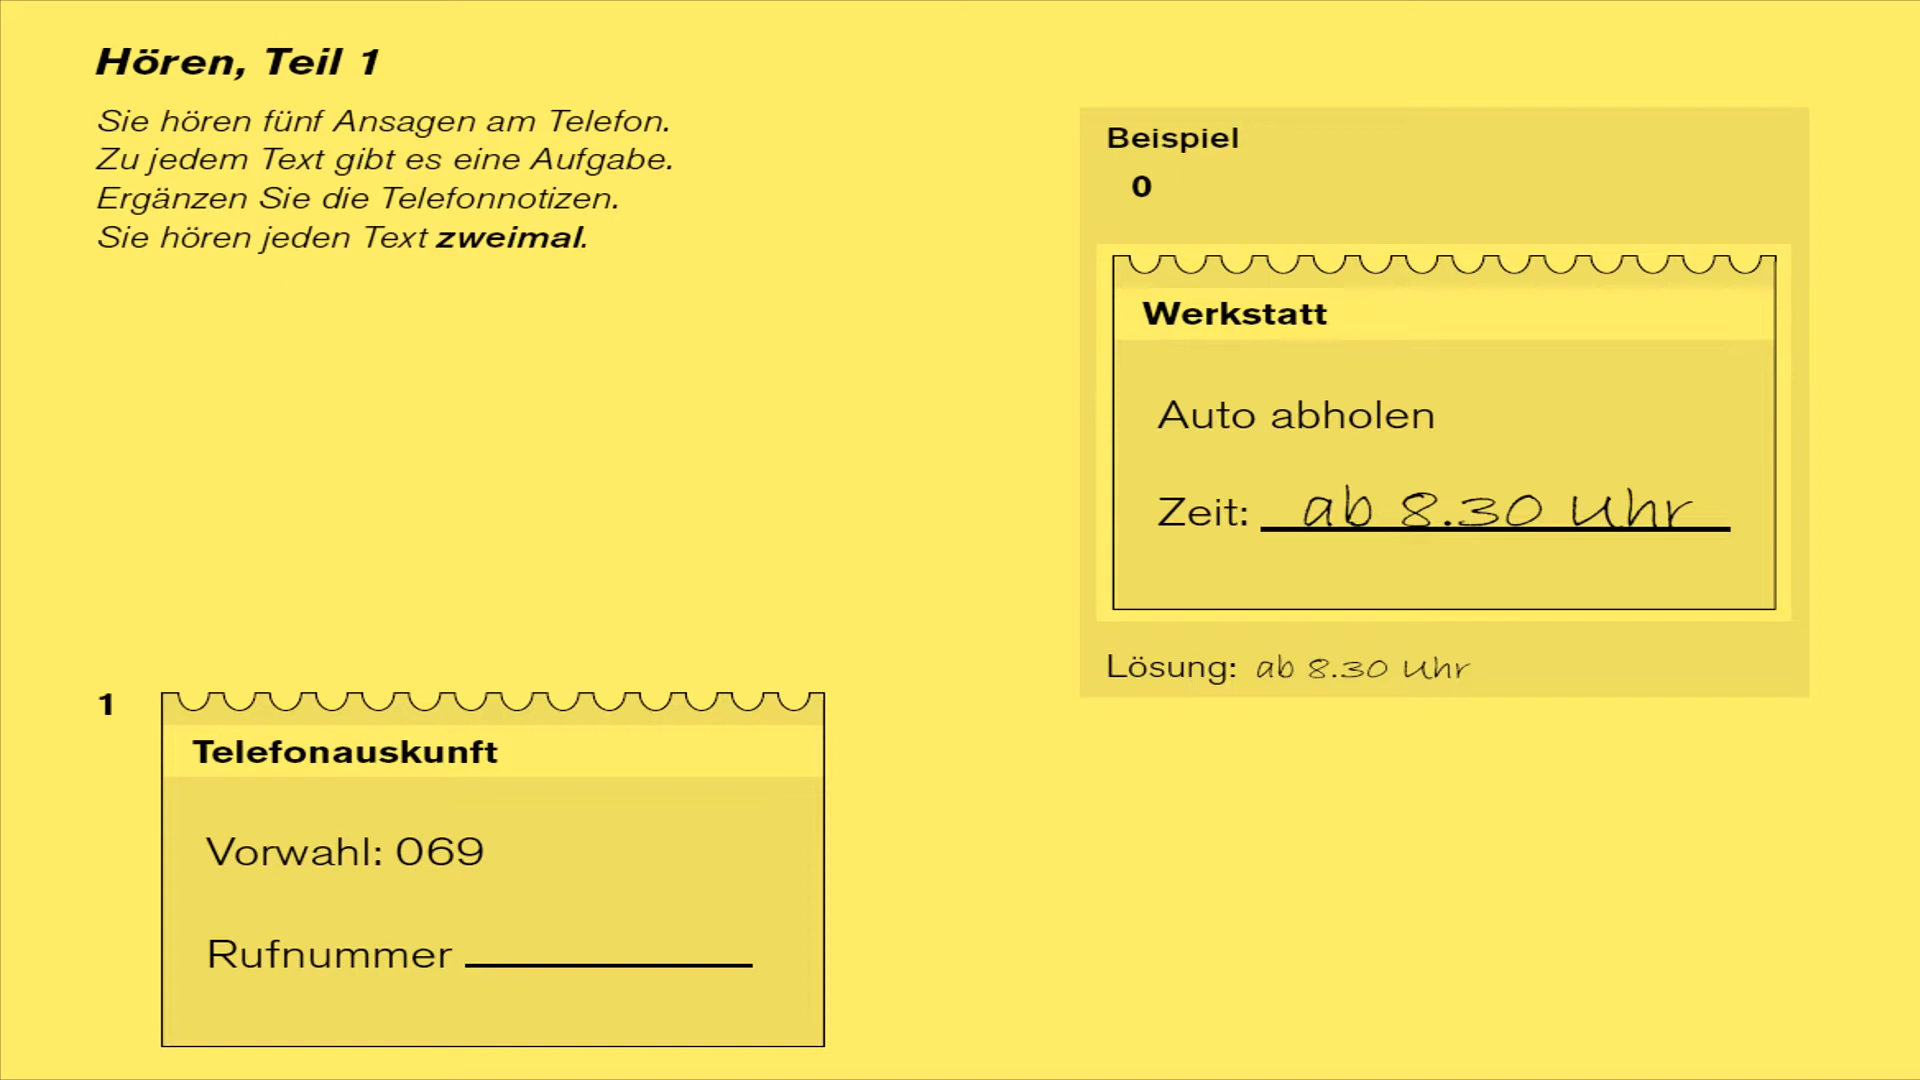 Hören, Teil 1
Sie hören fünf Ansagen am Telefon.
Zu jedem Text gibt es eine Aufgabe.
Ergänzen Sie die Telefonnotizen.
Sie hören jeden Text zweimal.
Beispiel
0
Werkstatt
Auto abholen
Zeit: ab 8.30 Uhr
Lösung: ab 8.30 Uhr
1
Telefonauskunft
Vorwahl: 069
Rufnummer